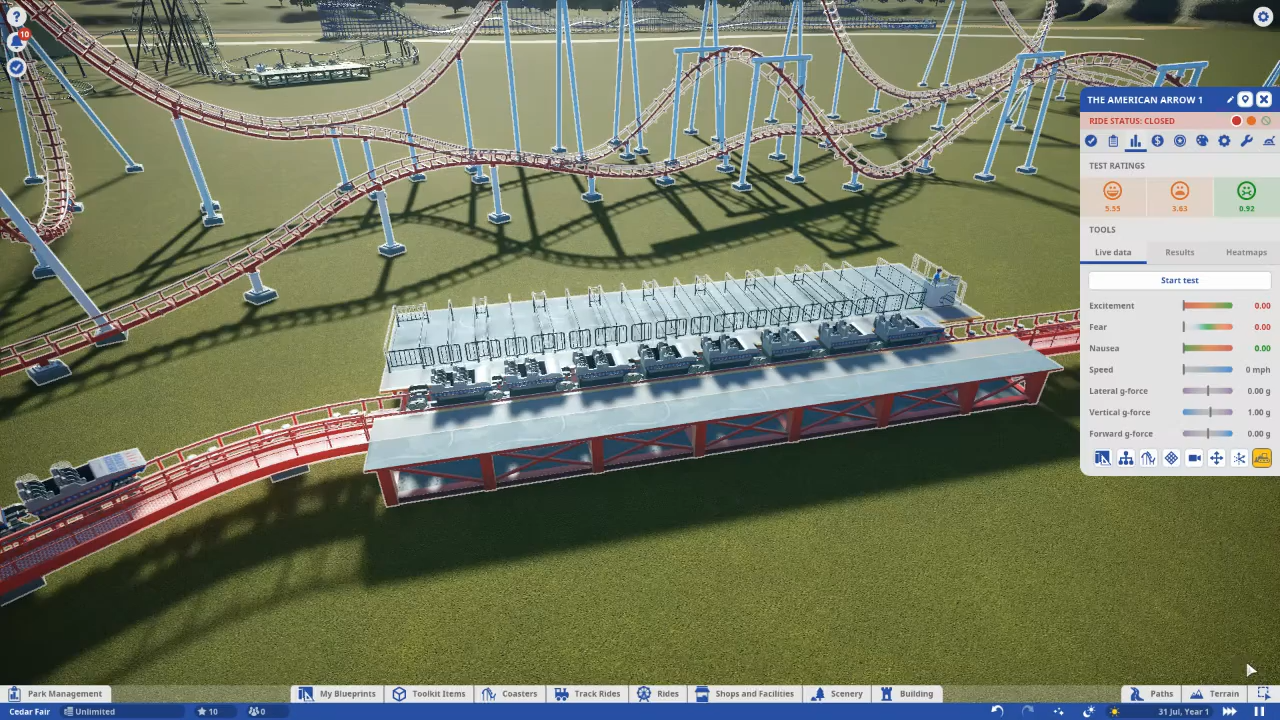 ?
10
THE AMERICAN ARROW 1
RIDE STATUS: CLOSED
TEST RATINGS
5.55 3.63 0.92
TOOLS
Live data Results Heatmaps
Start test
Excitement 0.00
Fear 0.00
Nausea 0.00
Speed 0 mph
Lateral g-force 0.00 g
Vertical g-force 1.00 g
Forward g-force 0.00 g
Park Management My Blueprints Toolkit Items Coasters Track Rides Rides Shops and Facilities Scenery Building Paths Terrain
Cedar Fair Unlimited 10 0 31 Jul, Year 1